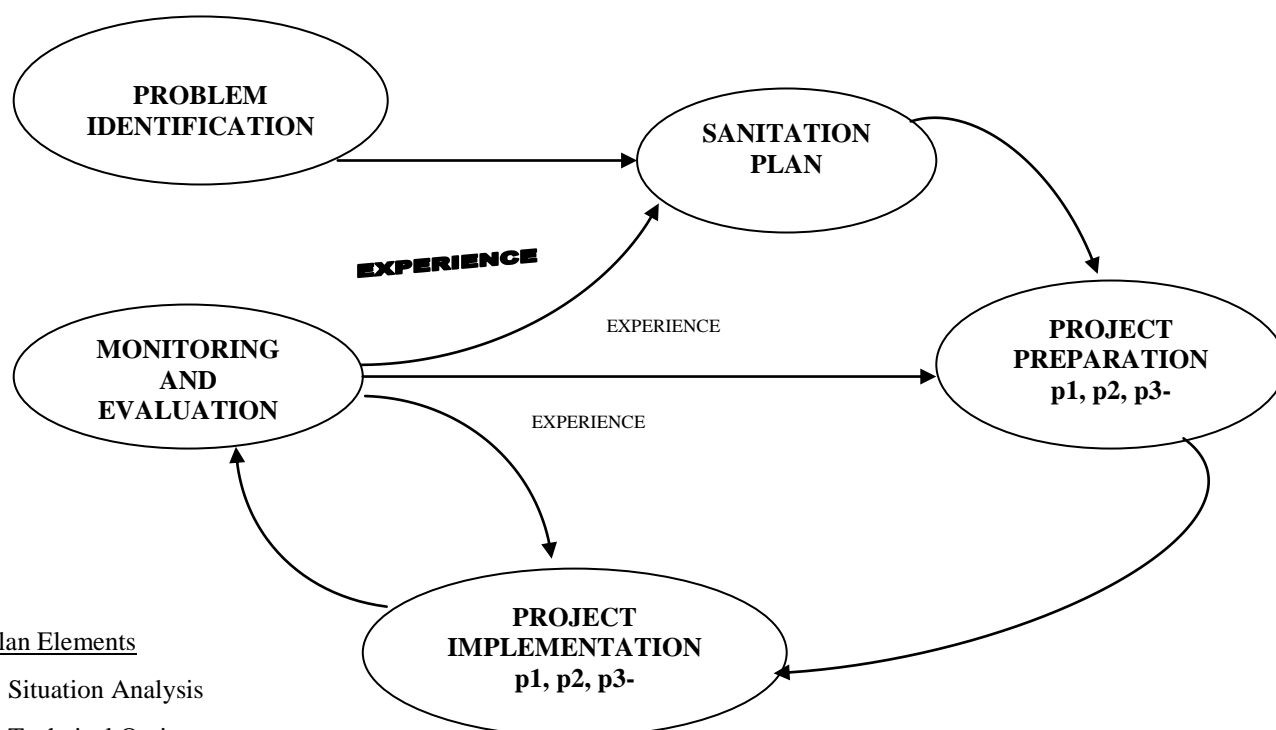 PROBLEM
IDENTIFICATION
SANITATION
PLAN
EXPERIENCE
EXPERIENCE
MONITORING
AND
EVALUATION
PROJECT
PREPARATION
p1, p2, p3-
EXPERIENCE
PROJECT
IMPLEMENTATION
p1, p2, p3-
lan Elements
Situation Analysis